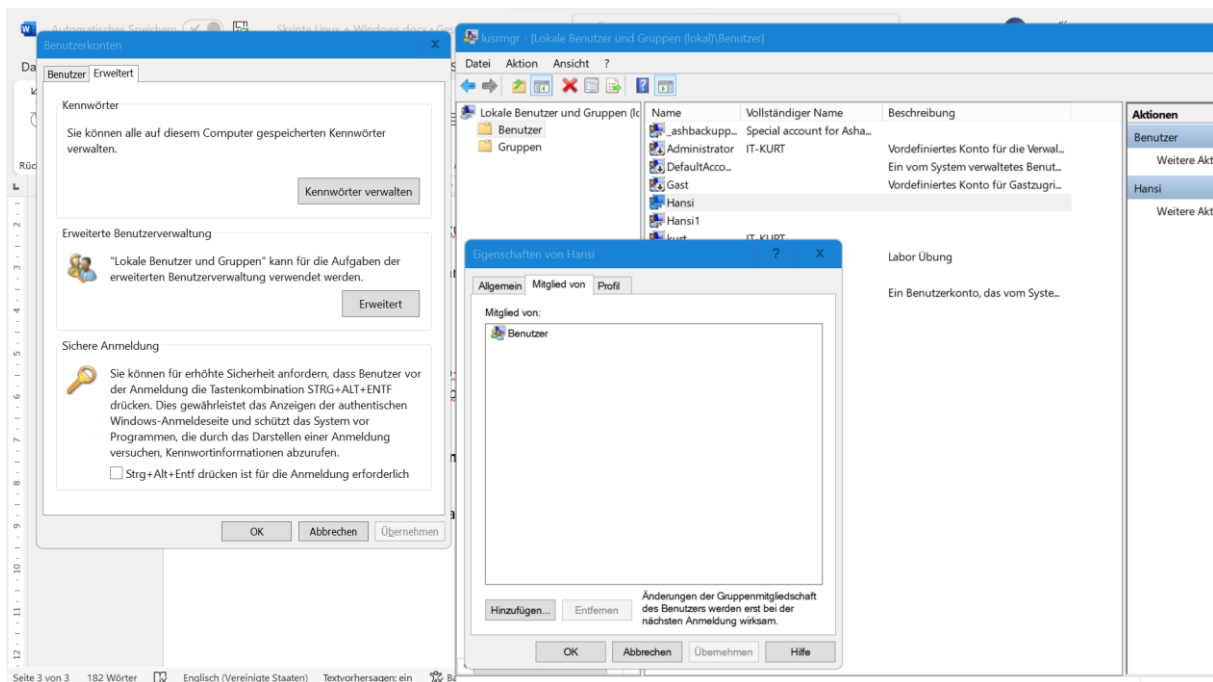 Automatisches Speichern
Skripte Linux + Windows.docx
Benutzerkonten
X
Benutzer Erweitert
Kennwörter
Sie können alle auf diesem Computer gespeicherten Kennwörter
verwalten.
Kennwörter verwalten
Erweiterte Benutzerverwaltung
"Lokale Benutzer und Gruppen" kann für die Aufgaben der
erweiterten Benutzerverwaltung verwendet werden.
Erweitert
Sichere Anmeldung
Sie können für erhöhte Sicherheit anfordern, dass Benutzer vor
der Anmeldung die Tastenkombination STRG+ALT+ENTF
drücken. Dies gewährleistet das Anzeigen der authentischen
Windows-Anmeldeseite und schützt das System vor
Programmen, die durch das Darstellen einer Anmeldung
versuchen, Kennwortinformationen abzurufen.
Strg+Alt+Entf drücken ist für die Anmeldung erforderlich
OK Abbrechen Übernehmen
lusrmgr - [Lokale Benutzer und Gruppen (lokal)\Benutzer]
Datei Aktion Ansicht ?
Lokale Benutzer und Gruppen (lo
Benutzer
Gruppen
Name Vollständiger Name Beschreibung
_ashbackupp... Special account for Asha...
Administrator IT-KURT Vordefiniertes Konto für die Verwal...
DefaultAcco... Ein vom System verwaltetes Benut...
Gast Vordefiniertes Konto für Gastzugri...
Hansi
Hansi1
kurt IT-KURT
Labor Übung
Ein Benutzerkonto, das vom Syste...
Aktionen
Benutzer
Weitere Akt
Hansi
Weitere Akt
Eigenschaften von Hansi ? X
Allgemein Mitglied von Profil
Mitglied von:
Benutzer
Hinzufügen... Entfernen
Änderungen der Gruppenmitgliedschaft
des Benutzers werden erst bei der
nächsten Anmeldung wirksam.
OK Abbrechen Übernehmen Hilfe
Seite 3 von 3 182 Wörter Englisch (Vereinigte Staaten) Textvorhersagen: ein